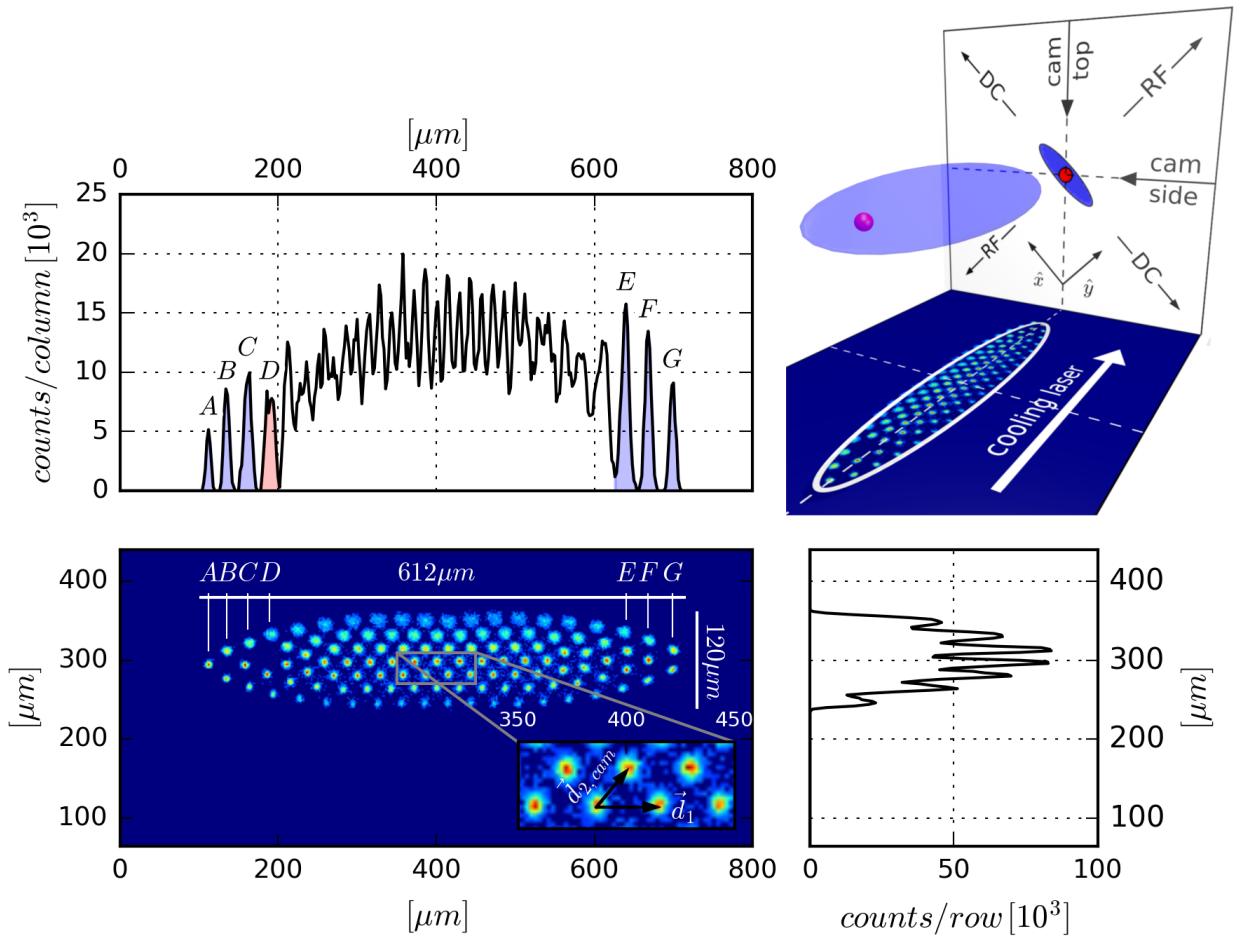 [μm]
0 200 400 600 800
25
20
15
10
5
0
counts/column [10³]
A
B
C
D
E
F
G
cam
top
DC
RF
cam
side
RF
DC
x̂
ŷ
cooling laser
400
300
200
100
[μm]
A B C D
612μm
E F G
120μm
350 400 450
d⃗₂,cam
d⃗₁
0 200 400 600 800
[μm]
400
300
200
100
[μm]
0 50 100
counts/row [10³]